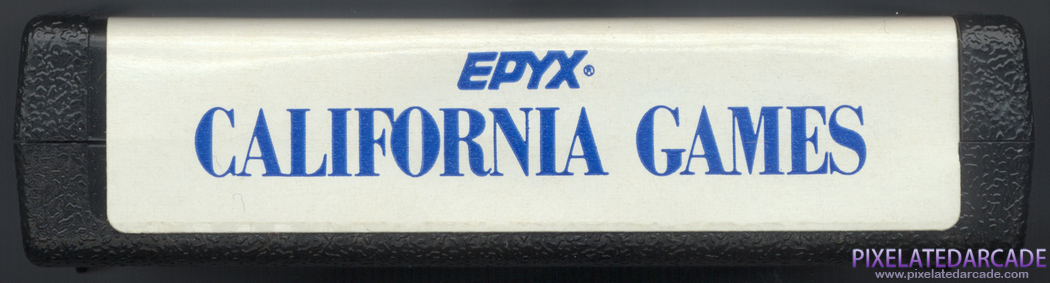 EPYX®
CALIFORNIA GAMES
PIXELATEDARCADE
www.pixelatedarcade.com